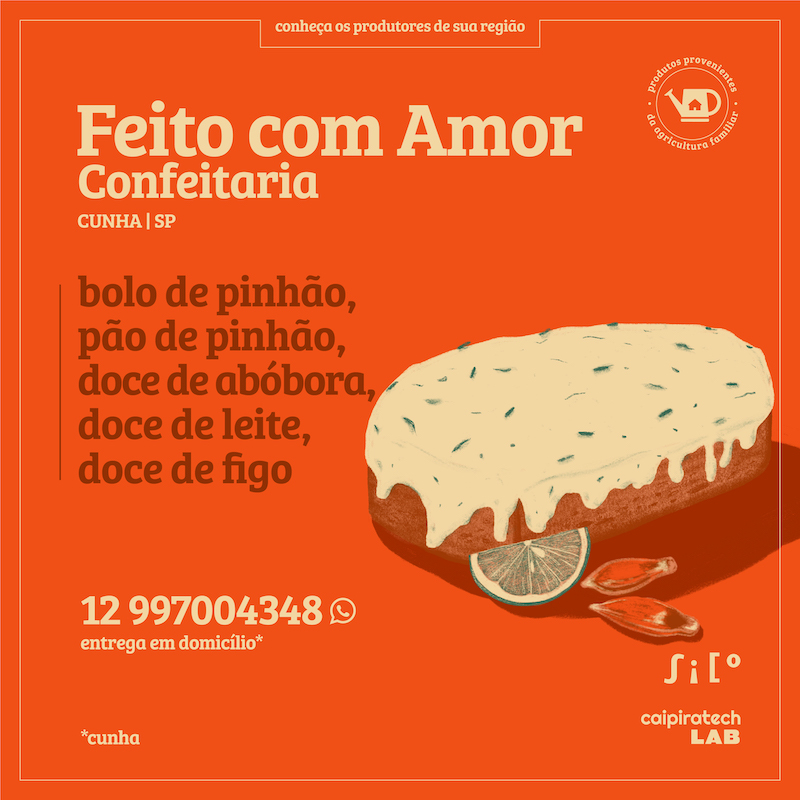 conheça os produtores de sua região
produtos provenientes
da agricultura familiar
Feito com Amor
Confeitaria
CUNHA | SP
bolo de pinhão,
pão de pinhão,
doce de abóbora,
doce de leite,
doce de figo
12 997004348
entrega em domicílio*
*cunha
caipiratech
LAB